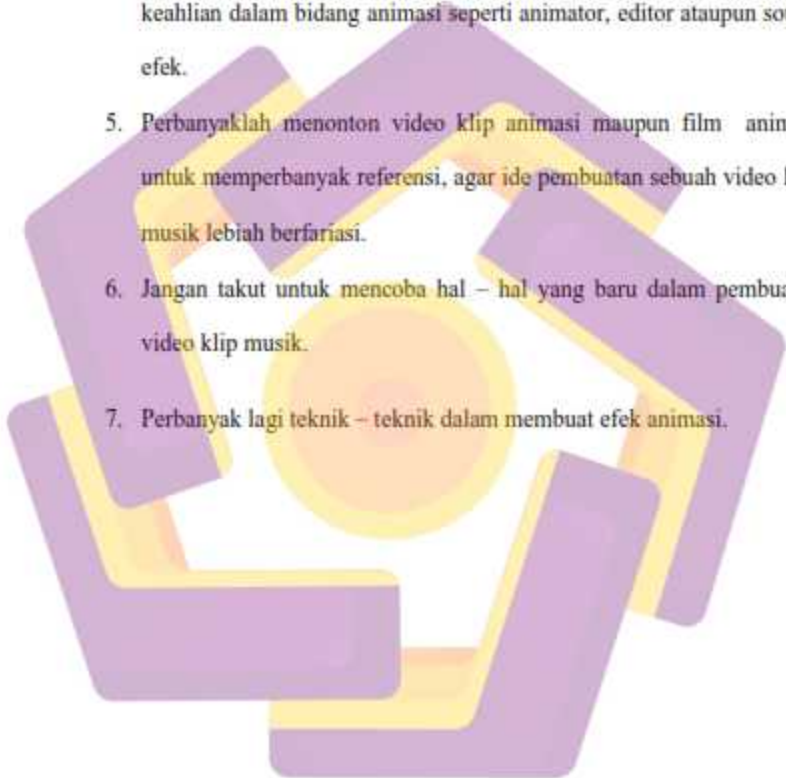 keahlian dalam bidang animasi seperti animator, editor ataupun sou
efek.
5. Perbanyaklah menonton video klip animasi maupun film anim
untuk memperbanyak referensi, agar ide pembuatan sebuah video k
musik lebiah berfariasi.
6. Jangan takut untuk mencoba hal – hal yang baru dalam pembua
video klip musik.
7. Perbanyak lagi teknik – teknik dalam membuat efek animasi.